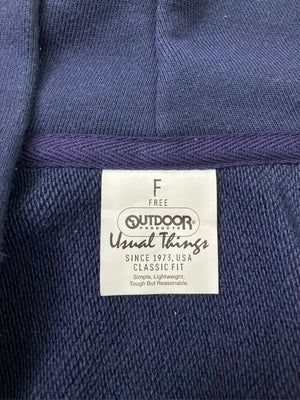 F
FREE
OUTDOOR
PRODUCTS
Usual Things
SINCE 1973, USA
CLASSIC FIT
Simple, Lightweight,
Tough But Reasonable.